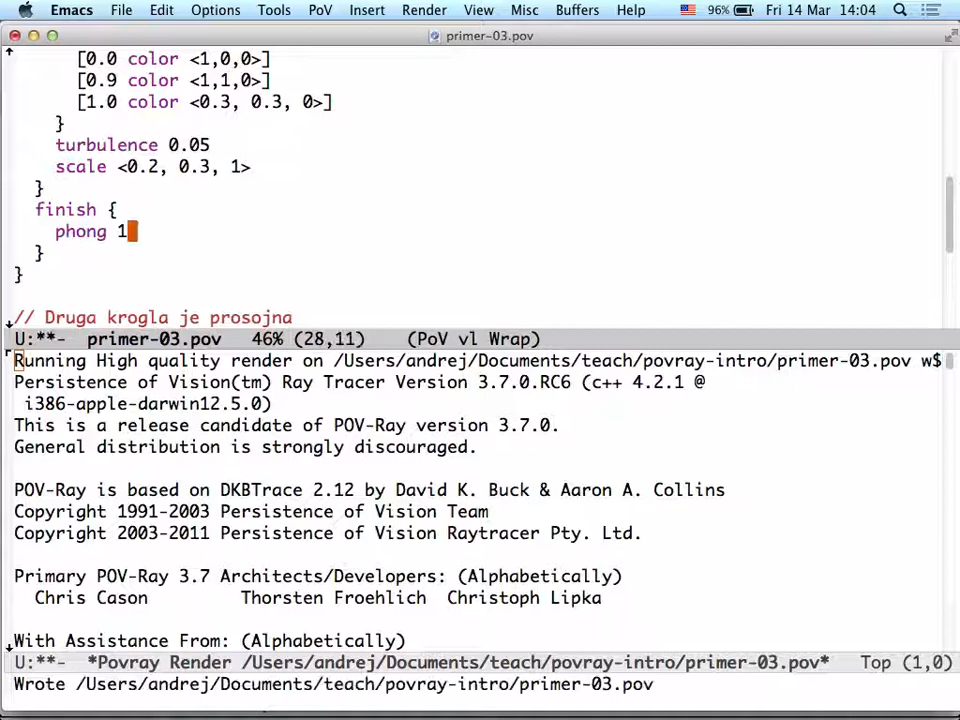 Emacs File Edit Options Tools PoV Insert Render View Misc Buffers Help 96% Fri 14 Mar 14:04
primer-03.pov
[0.0 color <1,0,0>]
[0.9 color <1,1,0>]
[1.0 color <0.3, 0.3, 0>]
}
turbulence 0.05
scale <0.2, 0.3, 1>
}
finish {
phong 1
}
}
// Druga krogla je prosojna
U:**- primer-03.pov 46% (28,11) (PoV vl Wrap)
Running High quality render on /Users/andrej/Documents/teach/povray-intro/primer-03.pov w$
Persistence of Vision(tm) Ray Tracer Version 3.7.0.RC6 (c++ 4.2.1 @
i386-apple-darwin12.5.0)
This is a release candidate of POV-Ray version 3.7.0.
General distribution is strongly discouraged.
POV-Ray is based on DKBTrace 2.12 by David K. Buck & Aaron A. Collins
Copyright 1991-2003 Persistence of Vision Team
Copyright 2003-2011 Persistence of Vision Raytracer Pty. Ltd.
Primary POV-Ray 3.7 Architects/Developers: (Alphabetically)
Chris Cason Thorsten Froehlich Christoph Lipka
With Assistance From: (Alphabetically)
U:**- *Povray Render /Users/andrej/Documents/teach/povray-intro/primer-03.pov* Top (1,0)
Wrote /Users/andrej/Documents/teach/povray-intro/primer-03.pov